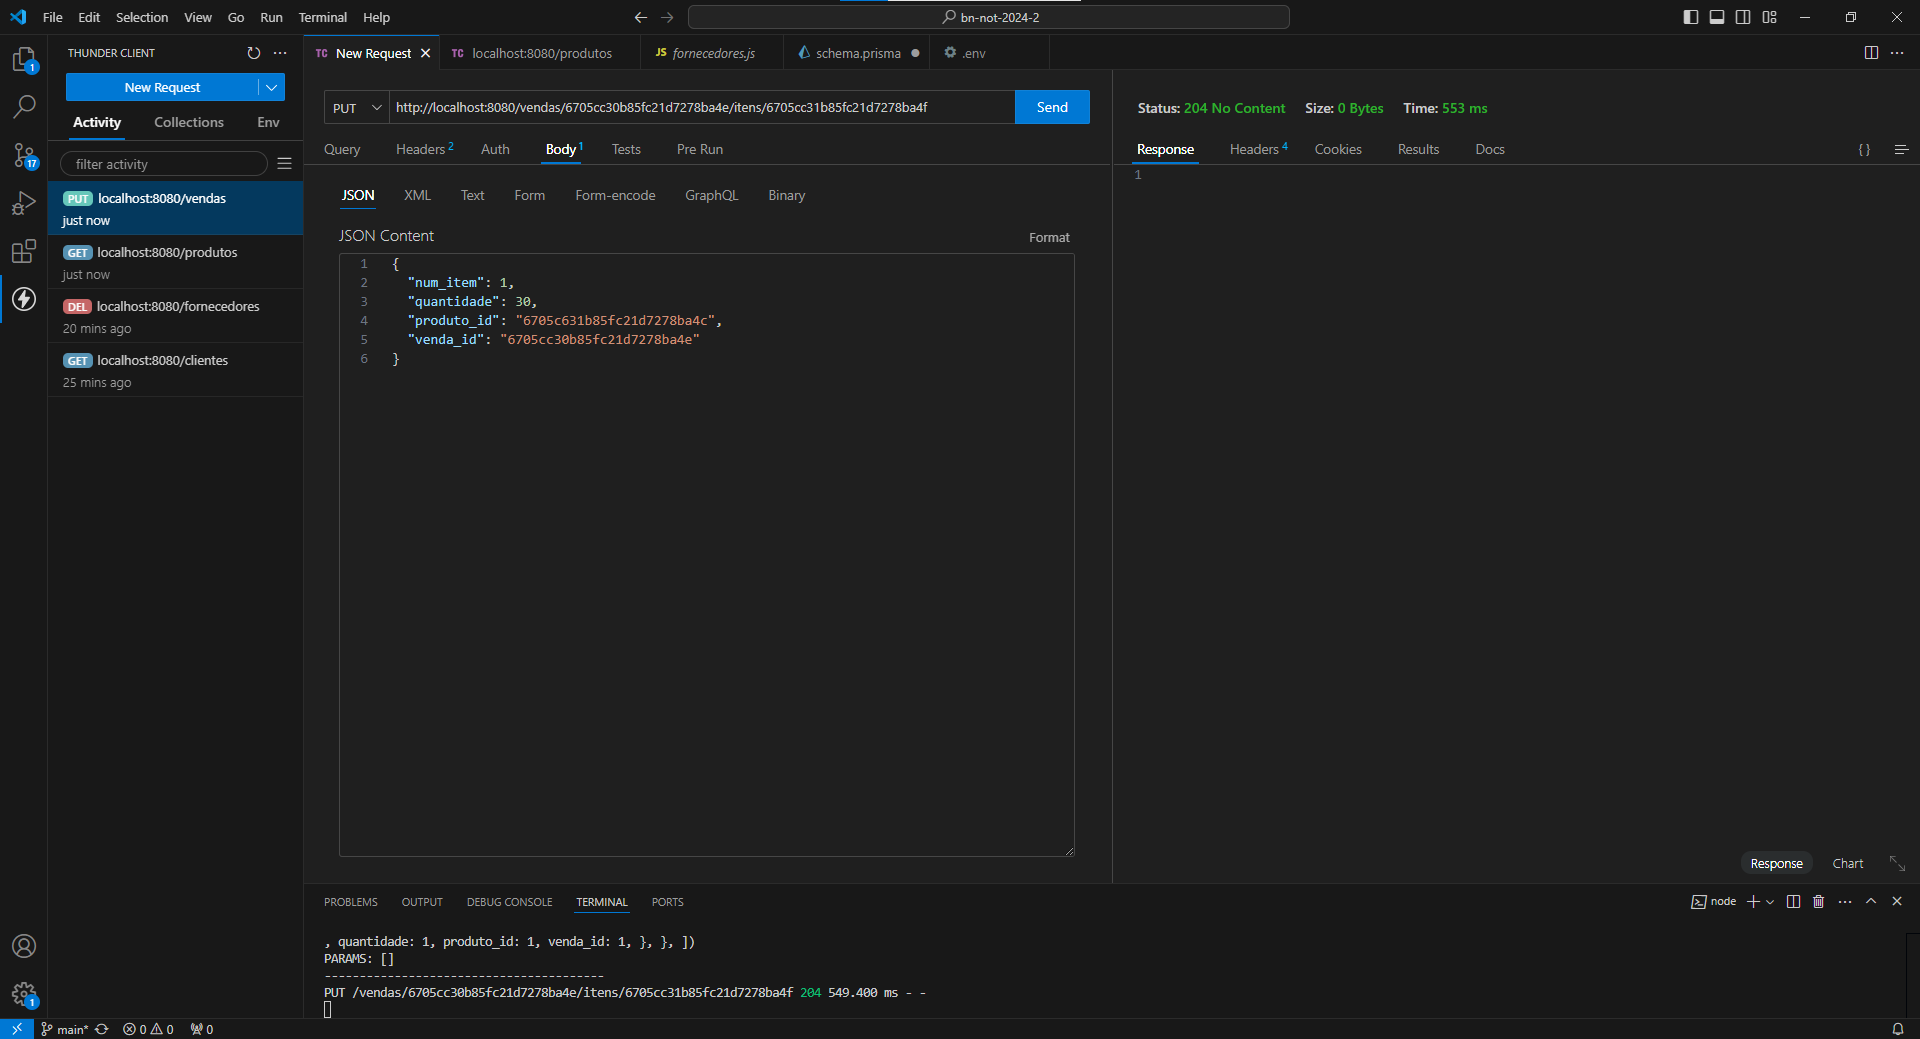 File Edit Selection View Go Run Terminal Help
bn-not-2024-2
THUNDER CLIENT
New Request
Activity Collections Env
filter activity
PUT localhost:8080/vendas
just now
GET localhost:8080/produtos
just now
DEL localhost:8080/fornecedores
20 mins ago
GET localhost:8080/clientes
25 mins ago
1
17
1
TC New Request TC localhost:8080/produtos JS fornecedores.js schema.prisma .env
PUT http://localhost:8080/vendas/6705cc30b85fc21d7278ba4e/itens/6705cc31b85fc21d7278ba4f Send
Query Headers 2 Auth Body 1 Tests Pre Run
JSON XML Text Form Form-encode GraphQL Binary
JSON Content
Format
1 {
2 "num_item": 1,
3 "quantidade": 30,
4 "produto_id": "6705c631b85fc21d7278ba4c",
5 "venda_id": "6705cc30b85fc21d7278ba4e"
6 }
Status: 204 No Content Size: 0 Bytes Time: 553 ms
Response Headers 4 Cookies Results Docs { }
1
Response Chart
PROBLEMS OUTPUT DEBUG CONSOLE TERMINAL PORTS
node
, quantidade: 1, produto_id: 1, venda_id: 1, }, }, ])
PARAMS: []
----------------------------------------
PUT /vendas/6705cc30b85fc21d7278ba4e/itens/6705cc31b85fc21d7278ba4f 204 549.400 ms - -
main* 0 0 0